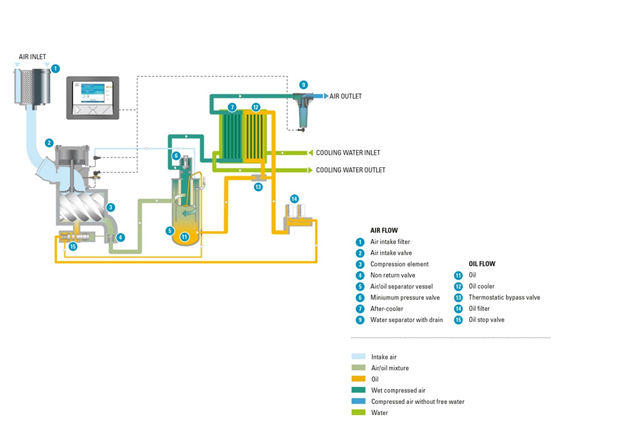 AIR INLET
1
9
AIR OUTLET
7
12
2
6
COOLING WATER INLET
COOLING WATER OUTLET
13
14
3
5
11
4
15
AIR FLOW
1 Air intake filter
2 Air intake valve
3 Compression element
4 Non return valve
5 Air/oil separator vessel
6 Miniumum pressure valve
7 After-cooler
9 Water separator with drain
OIL FLOW
11 Oil
12 Oil cooler
13 Thermostatic bypass valve
14 Oil filter
15 Oil stop valve
Intake air
Air/oil mixture
Oil
Wet compressed air
Compressed air without free water
Water